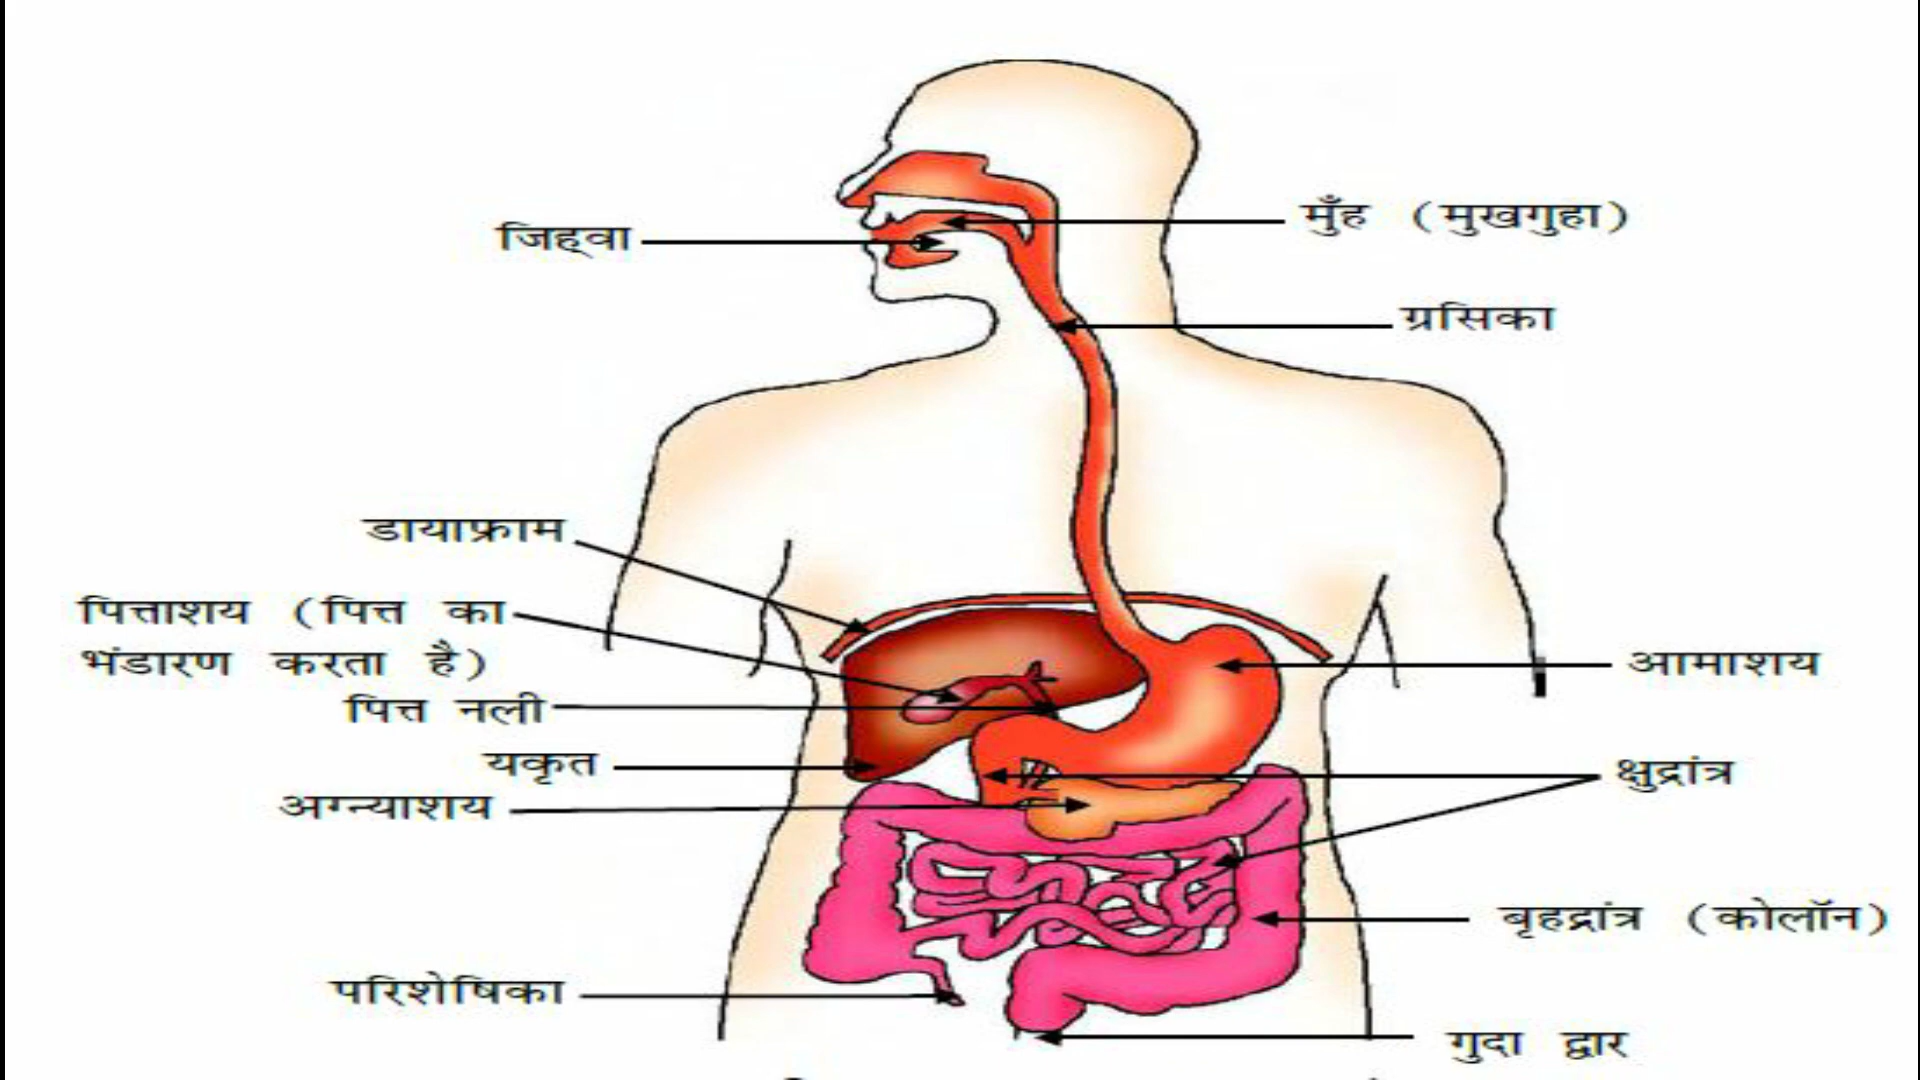 मुँह (मुखगुहा)
जिह्वा
ग्रसिका
डायाफ्राम
पित्ताशय (पित्त का
भंडारण करता है)
आमाशय
पित्त नली
यकृत
क्षुद्रांत्र
अग्न्याशय
बृहद्रांत्र (कोलॉन)
परिशेषिका
गुदा द्वार